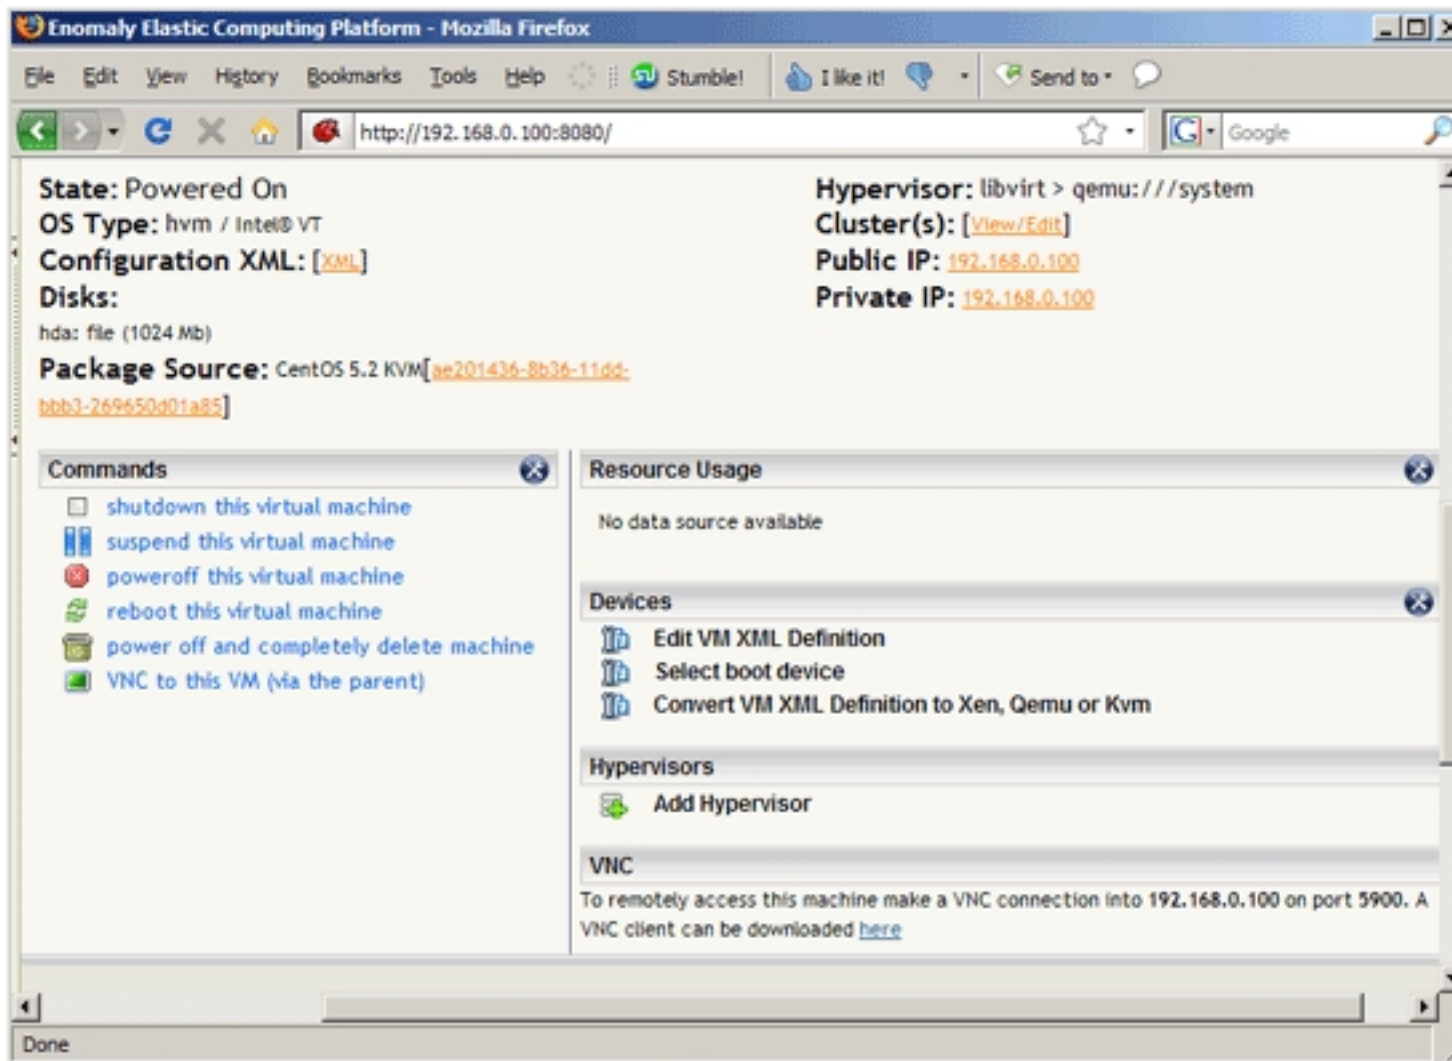 Enomaly Elastic Computing Platform - Mozilla Firefox
File Edit View History Bookmarks Tools Help Stumble! I like it! Send to
http://192.168.0.100:8080/ Google
State: Powered On
OS Type: hvm / Intel® VT
Configuration XML: [XML]
Disks:
hda: file (1024 Mb)
Package Source: CentOS 5.2 KVM[ae201436-8b36-11dd-
bbb3-269650d01a85]
Hypervisor: libvirt > qemu:///system
Cluster(s): [View/Edit]
Public IP: 192.168.0.100
Private IP: 192.168.0.100
Commands
shutdown this virtual machine
suspend this virtual machine
poweroff this virtual machine
reboot this virtual machine
power off and completely delete machine
VNC to this VM (via the parent)
Resource Usage
No data source available
Devices
Edit VM XML Definition
Select boot device
Convert VM XML Definition to Xen, Qemu or Kvm
Hypervisors
Add Hypervisor
VNC
To remotely access this machine make a VNC connection into 192.168.0.100 on port 5900. A
VNC client can be downloaded here
Done